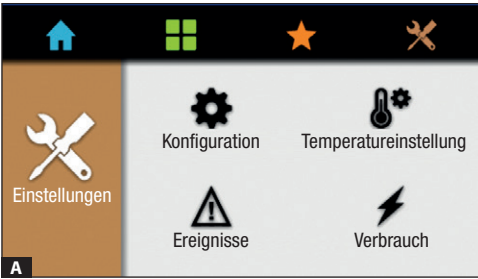 Konfiguration
Temperatureinstellung
Einstellungen
Ereignisse
Verbrauch
A